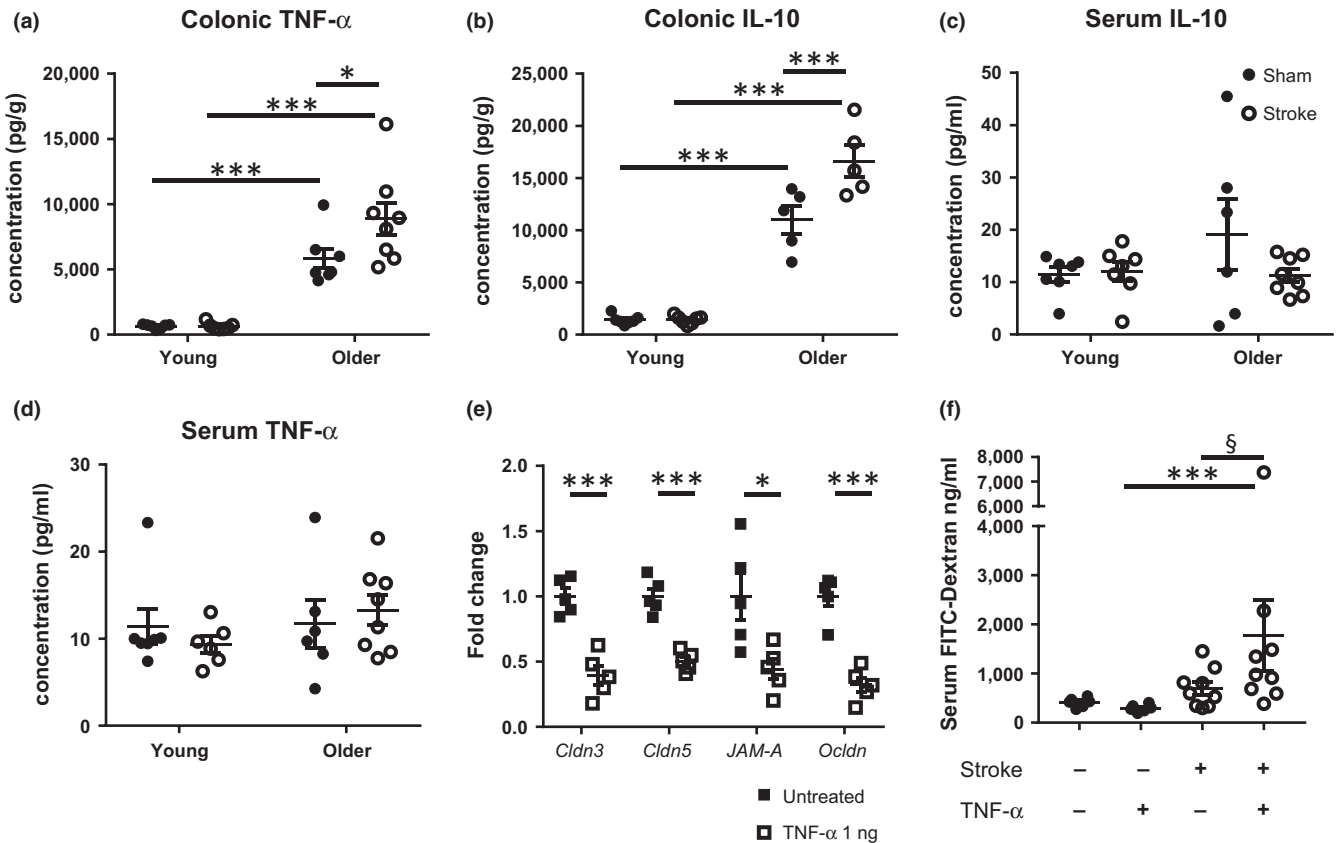 (a)
Colonic TNF-α
concentration (pg/g)
20,000
15,000
10,000
5,000
0
*
***
***
Young
Older
(b)
Colonic IL-10
concentration (pg/g)
25,000
20,000
15,000
10,000
5,000
0
***
***
***
Young
Older
(c)
Serum IL-10
concentration (pg/ml)
50
40
30
20
10
0
Sham
Stroke
Young
Older
(d)
Serum TNF-α
concentration (pg/ml)
30
20
10
0
Young
Older
(e)
Fold change
2.0
1.5
1.0
0.5
0.0
***
***
*
***
Cldn3
Cldn5
JAM-A
Ocldn
Untreated
TNF-α 1 ng
(f)
Serum FITC-Dextran ng/ml
8,000
7,000
6,000
4,000
3,000
2,000
1,000
0
§
***
Stroke – – + +
TNF-α – + – +